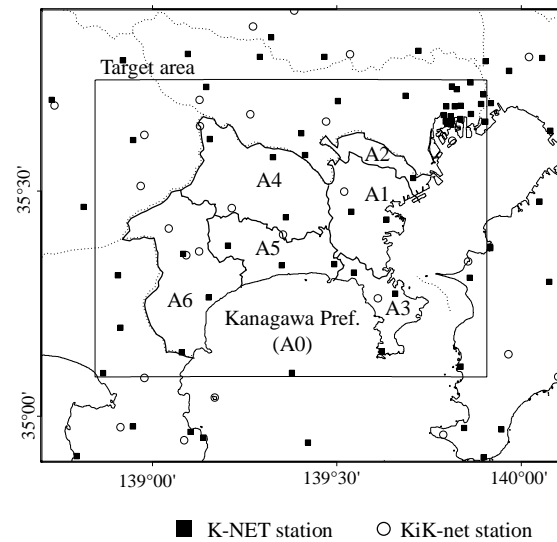 Target area
A2
A4
A1
35°30'
A5
A6
A3
Kanagawa Pref.
(A0)
35°00'
139°00'
139°30'
140°00'
K-NET station
KiK-net station